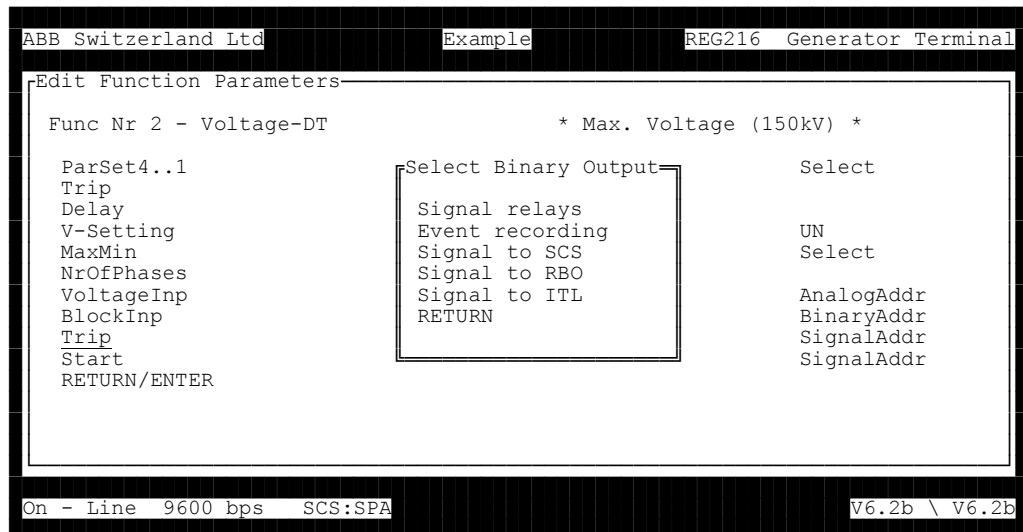 ABB Switzerland Ltd Example REG216 Generator Terminal
Edit Function Parameters
Func Nr 2 - Voltage-DT * Max. Voltage (150kV) *
ParSet4..1 Select Binary Output Select
Trip
Delay Signal relays
V-Setting Event recording UN
MaxMin Signal to SCS Select
NrOfPhases Signal to RBO
VoltageInp Signal to ITL AnalogAddr
BlockInp RETURN BinaryAddr
Trip SignalAddr
Start SignalAddr
RETURN/ENTER
On - Line 9600 bps SCS:SPA V6.2b \ V6.2b